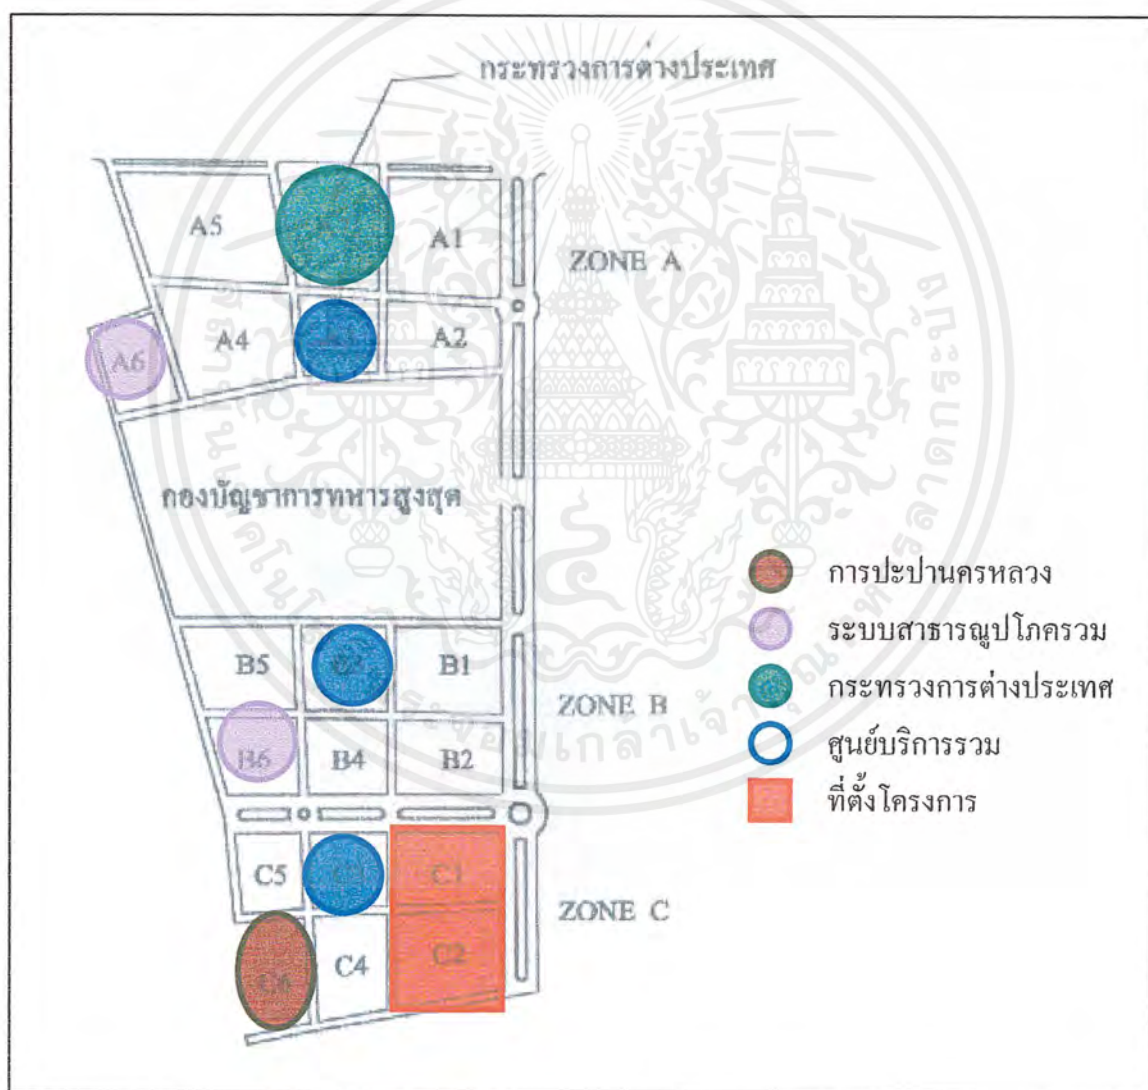 กระทรวงการต่างประเทศ
A5
A1
ZONE A
A4
A3
A2
A6
กองบัญชาการทหารสูงสุด
B5
B1
ZONE B
B6
B4
B2
C5
C3
C1
ZONE C
C4
C2
C6
การปะปานครหลวง
ระบบสาธารณูปโภครวม
กระทรวงการต่างประเทศ
ศูนย์บริการรวม
ที่ตั้งโครงการ